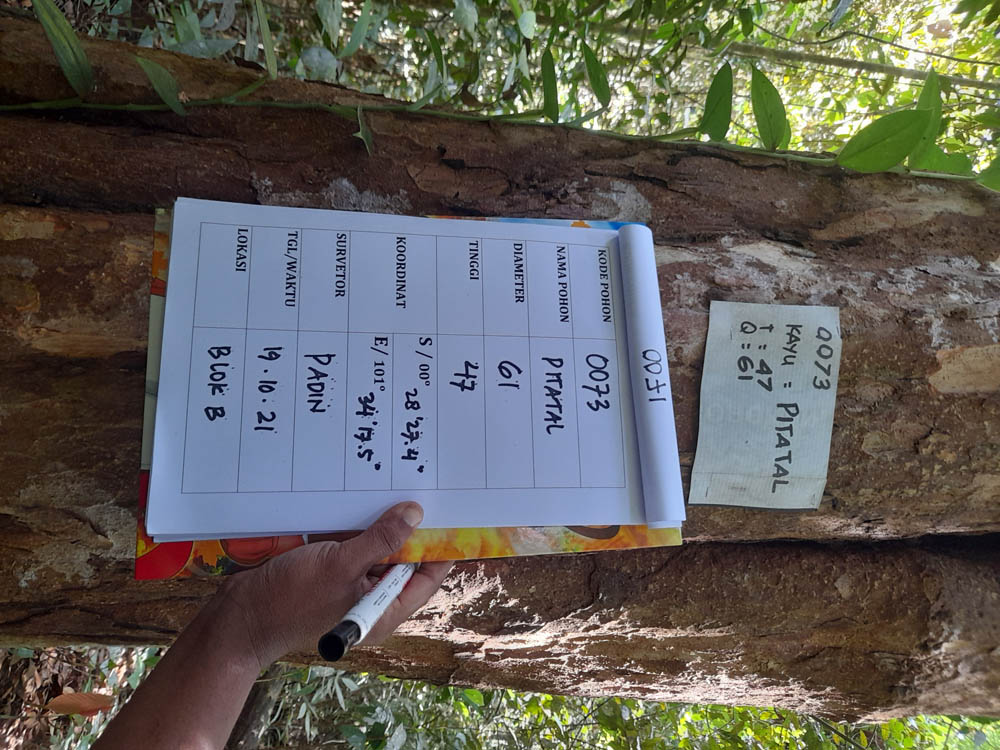 0073
KAYU = PITATAL
T : 47
Q : 61
0071
KODE POHON 0073
NAMA POHON PITATAL
DIAMETER 61
TINGGI 47
KOORDINAT S / 00° 28'27.4"
E/ 101° 34'17.5"
SURVETOR PADIN
TGL/WAKTU 19.10.21
LOKASI BLOK B